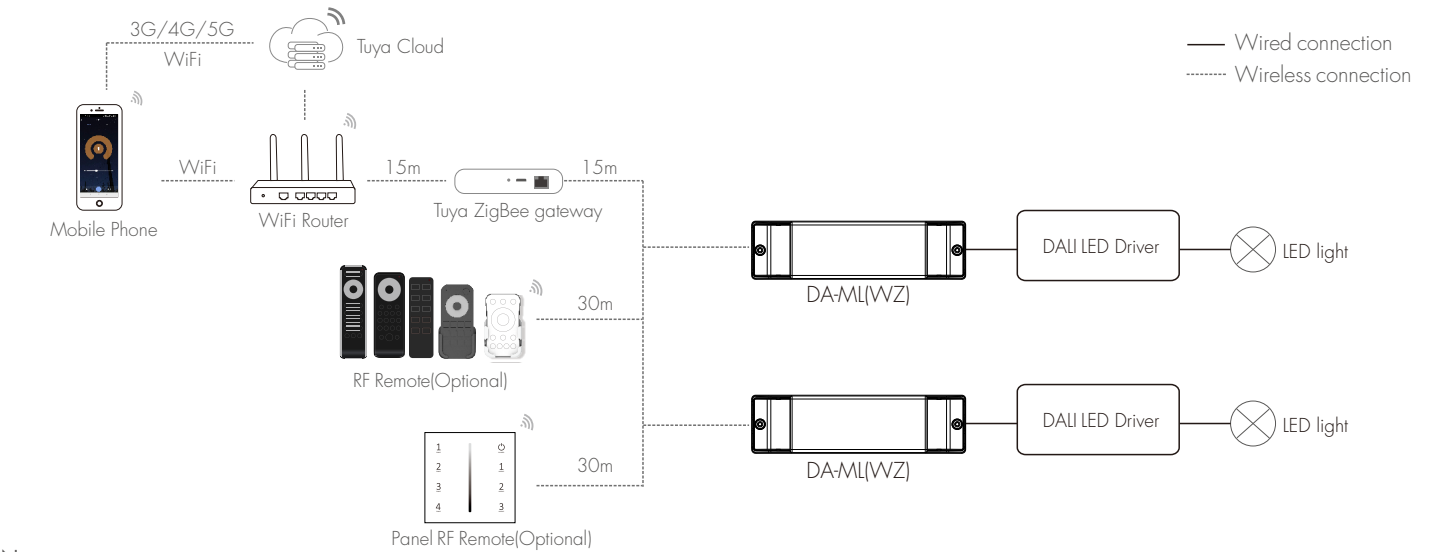 3G/4G/5G
WiFi
Tuya Cloud
Wired connection
Wireless connection
WiFi
15m
15m
Mobile Phone
WiFi Router
Tuya ZigBee gateway
DALI LED Driver
LED light
DA-ML(WZ)
30m
RF Remote(Optional)
DALI LED Driver
LED light
DA-ML(WZ)
1
2
3
4
1
2
3
30m
Panel RF Remote(Optional)